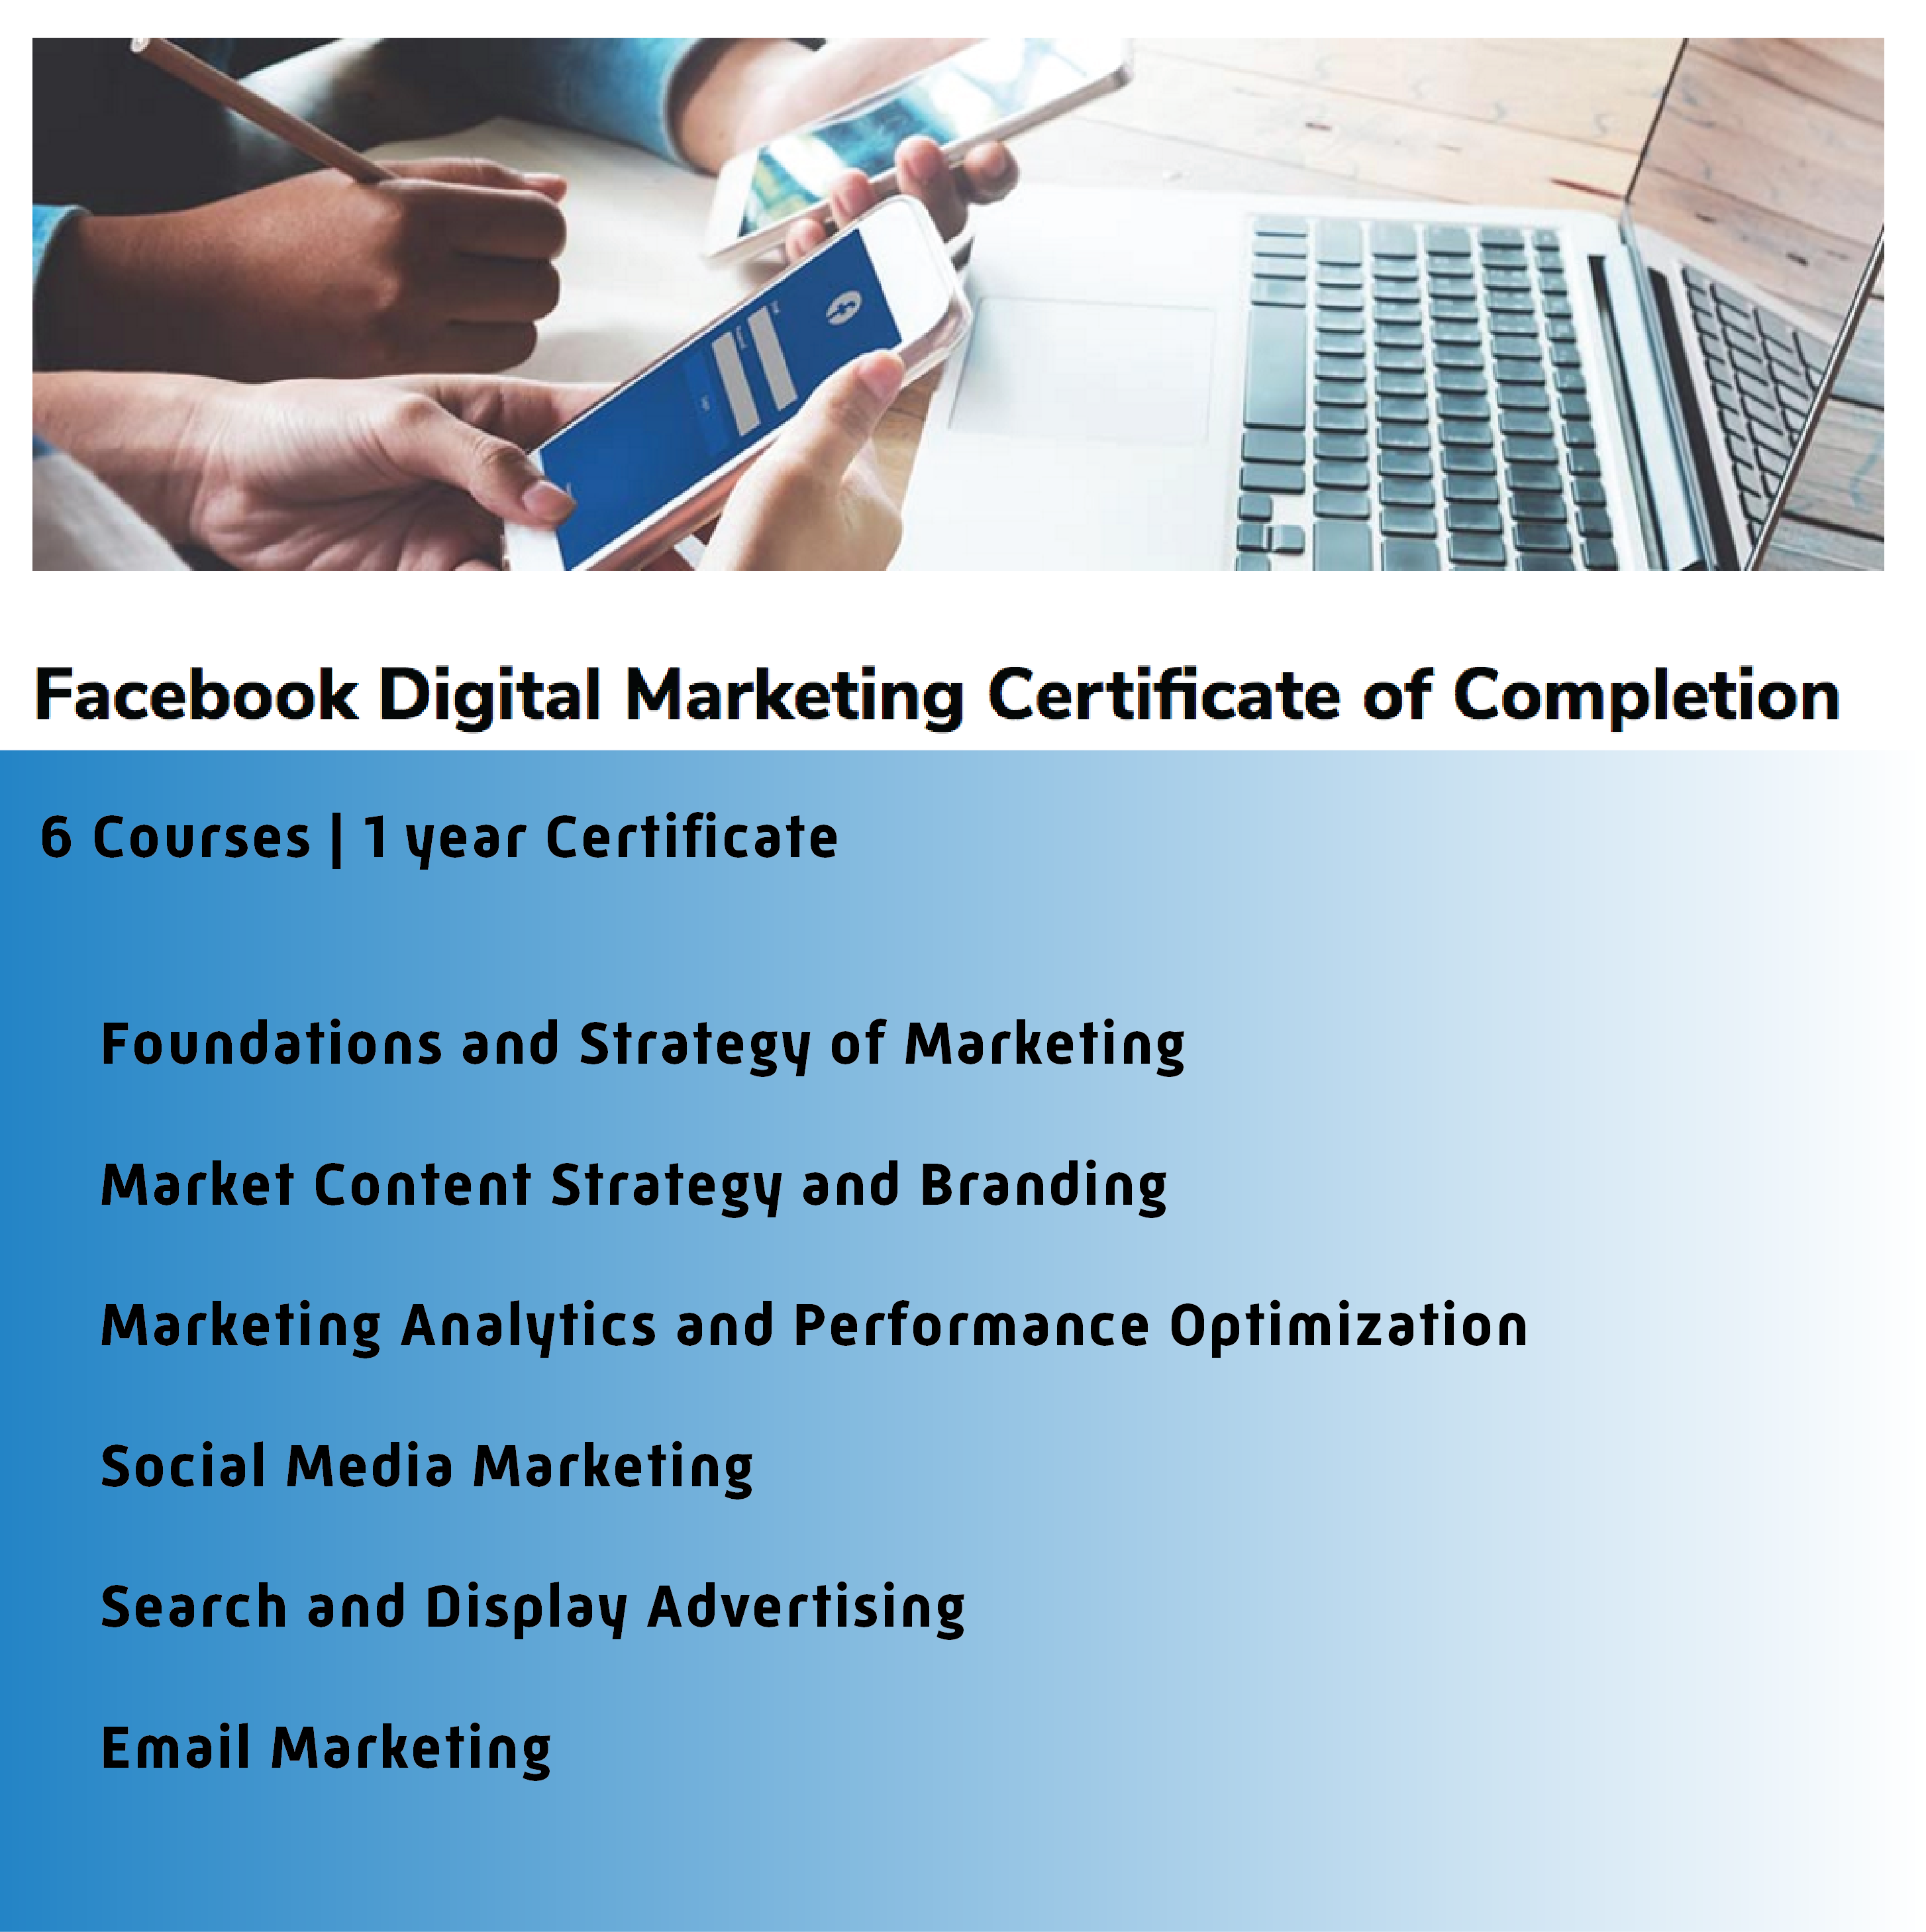 Facebook Digital Marketing Certificate of Completion
6 Courses | 1 year Certificate
Foundations and Strategy of Marketing
Market Content Strategy and Branding
Marketing Analytics and Performance Optimization
Social Media Marketing
Search and Display Advertising
Email Marketing